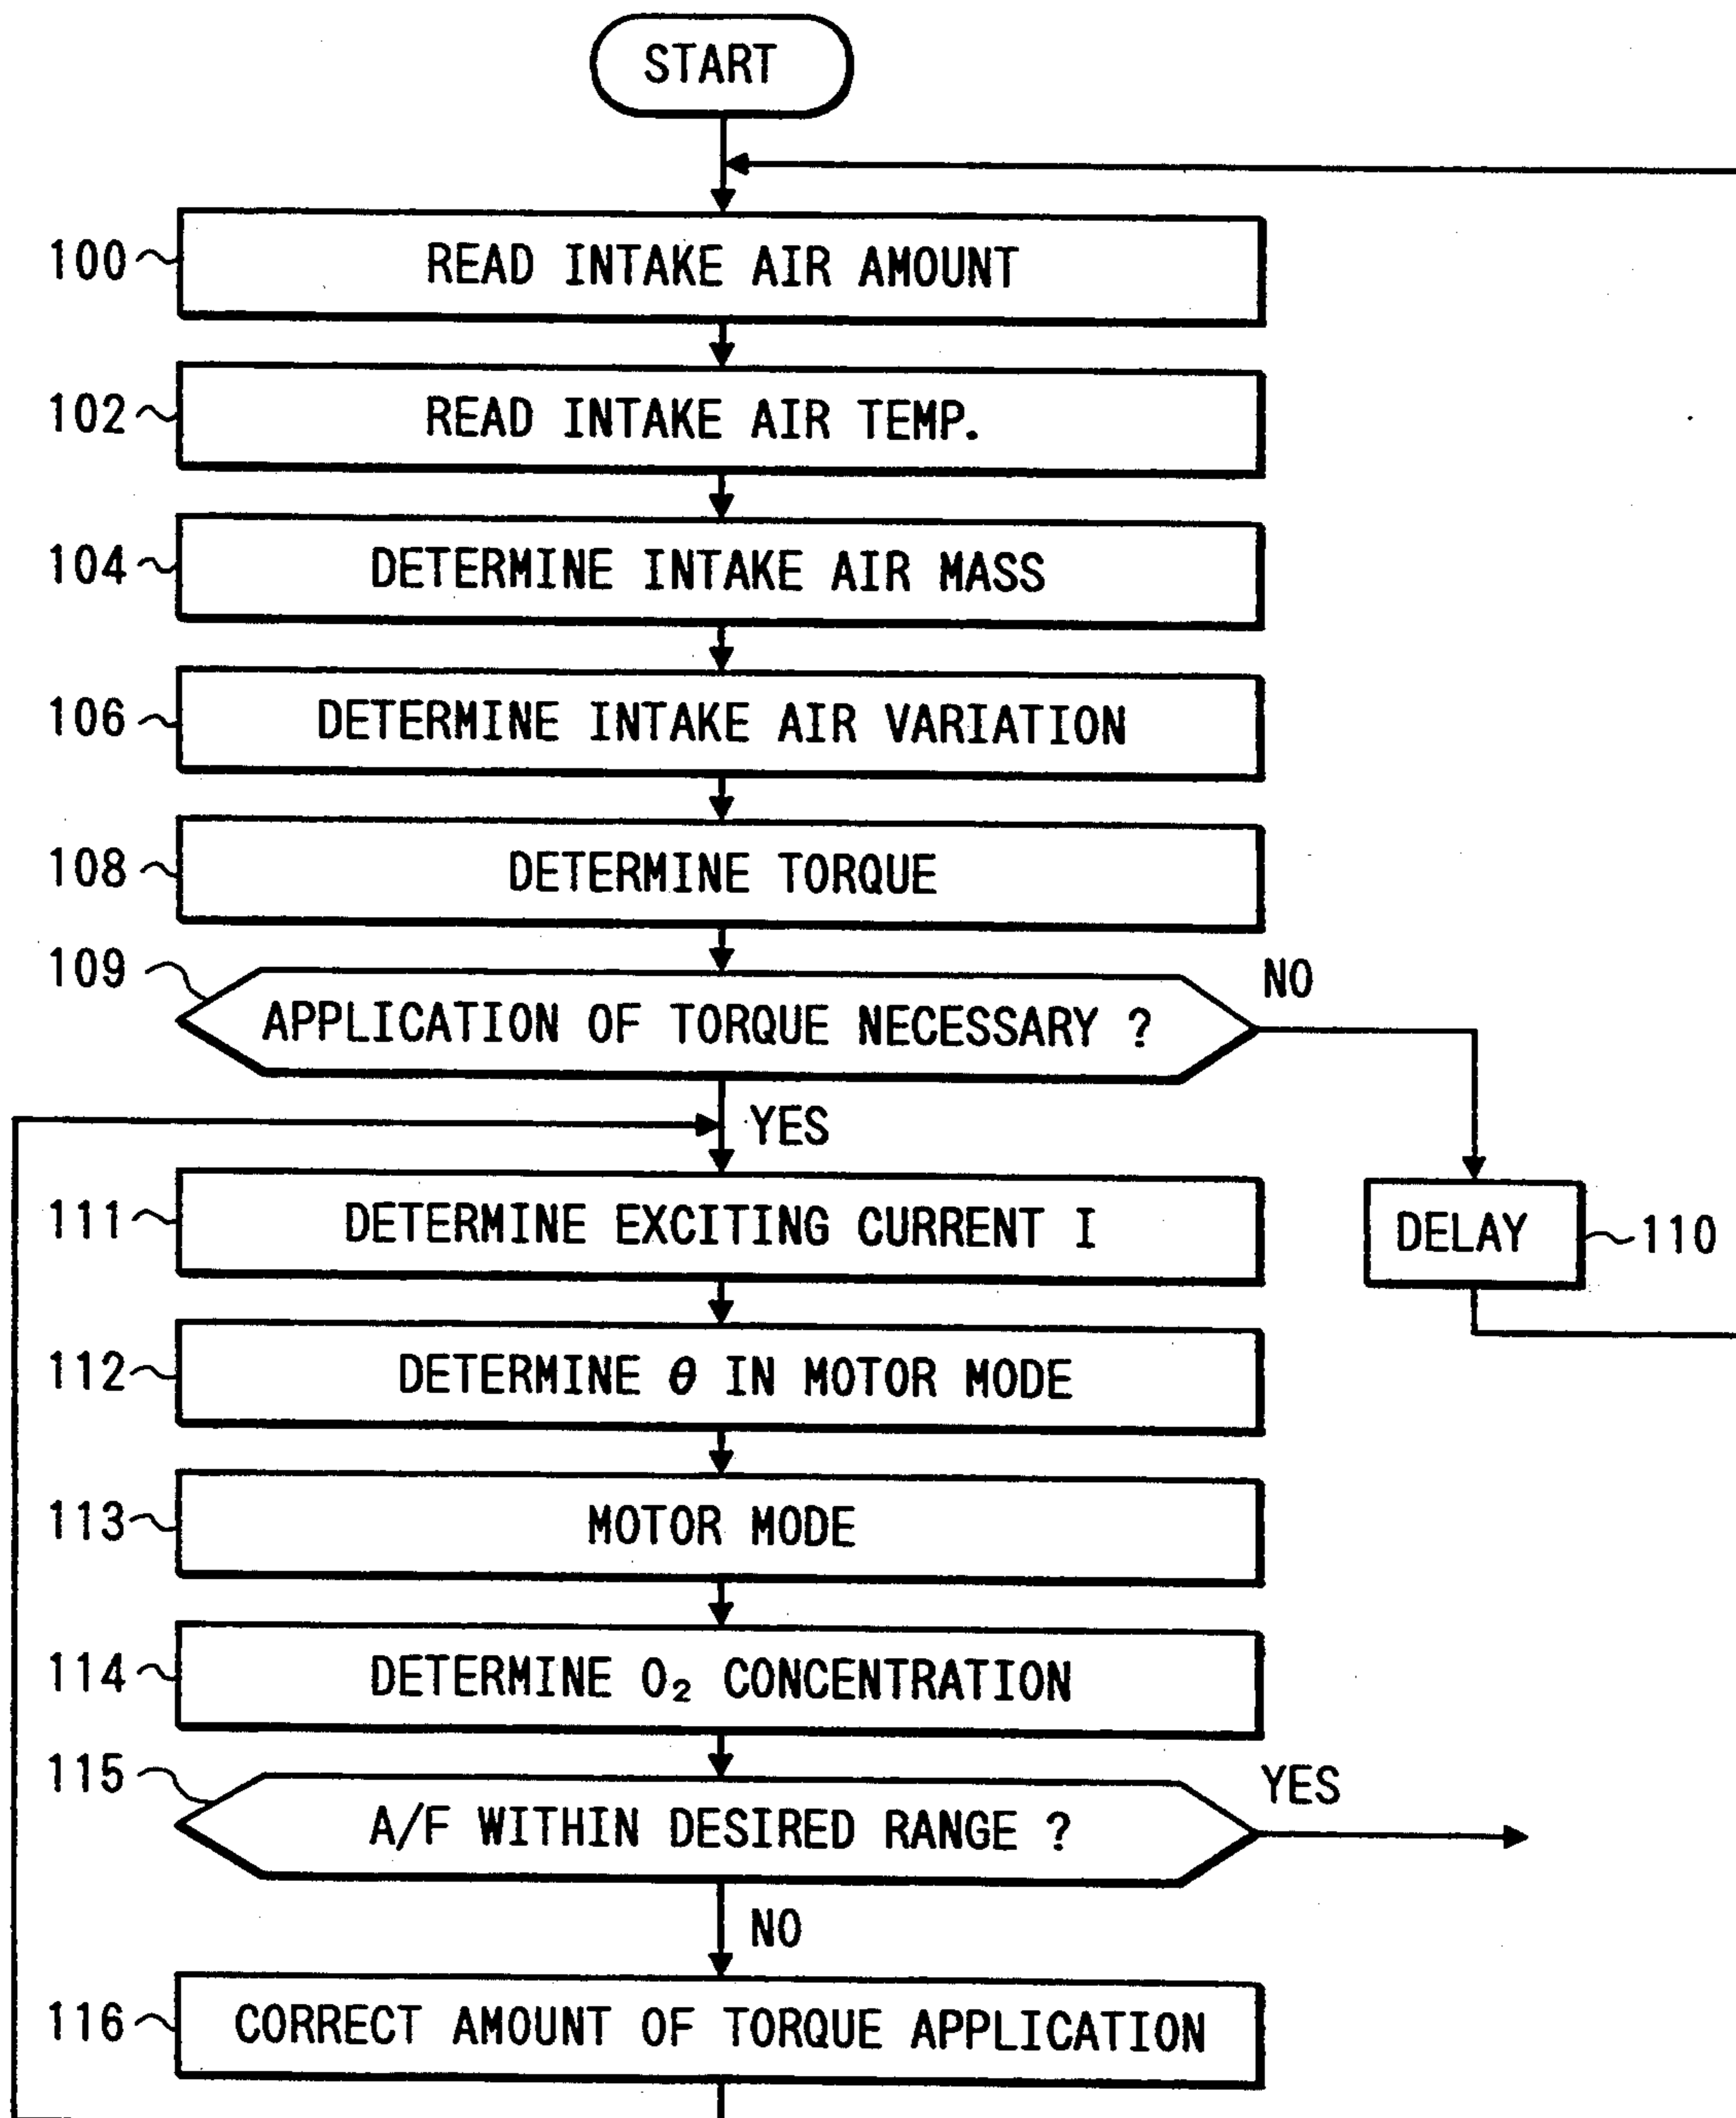 START
100
READ INTAKE AIR AMOUNT
102
READ INTAKE AIR TEMP.
104
DETERMINE INTAKE AIR MASS
106
DETERMINE INTAKE AIR VARIATION
108
DETERMINE TORQUE
109
APPLICATION OF TORQUE NECESSARY ?
NO
YES
111
DETERMINE EXCITING CURRENT I
DELAY
110
112
DETERMINE θ IN MOTOR MODE
113
MOTOR MODE
114
DETERMINE O₂ CONCENTRATION
115
A/F WITHIN DESIRED RANGE ?
YES
NO
116
CORRECT AMOUNT OF TORQUE APPLICATION